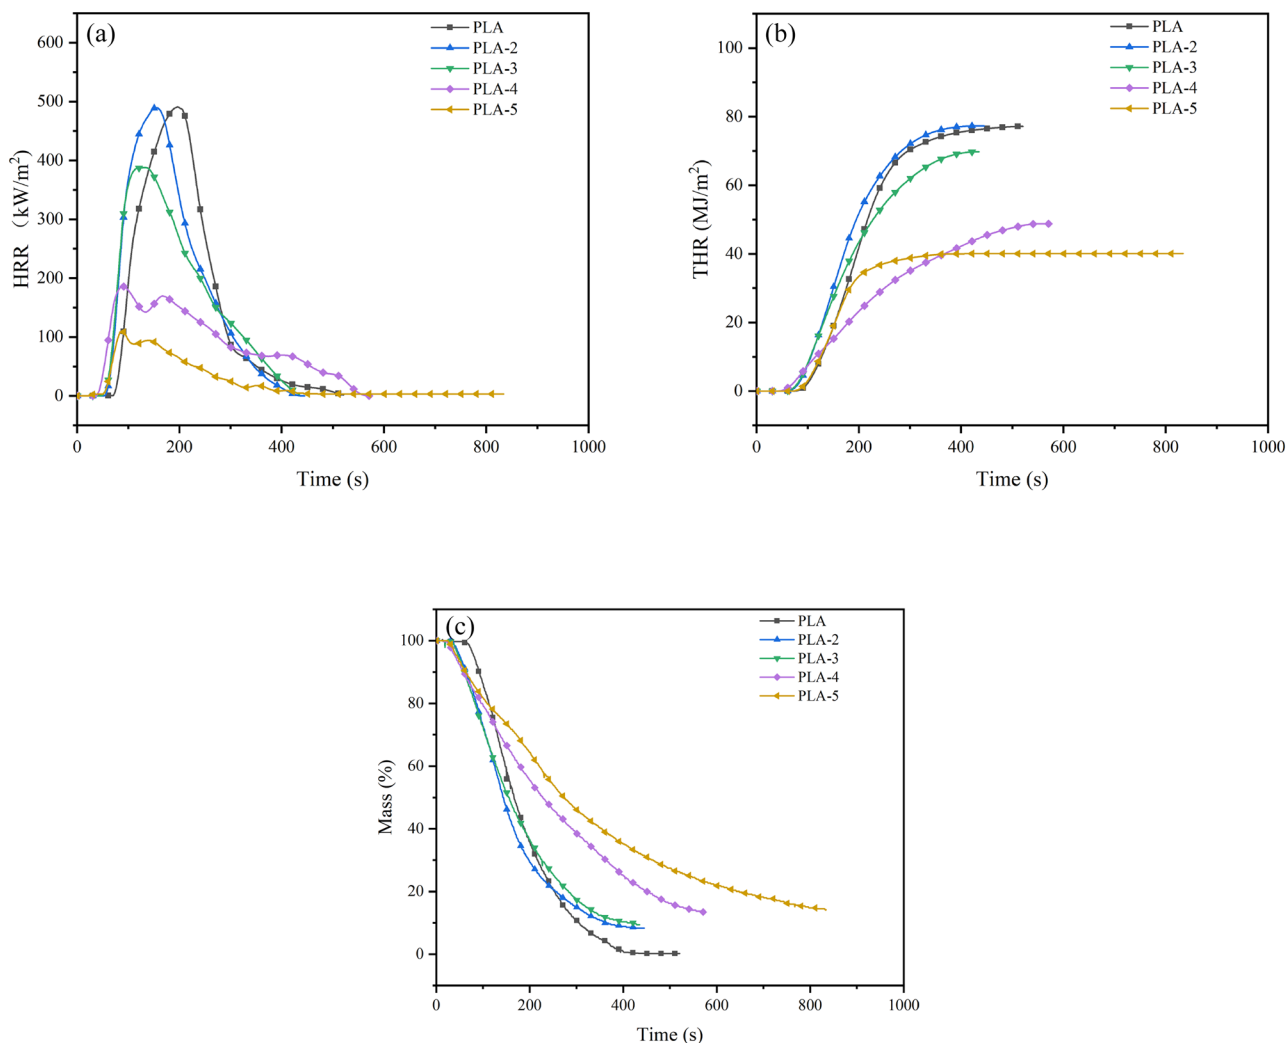 (a)
PLA
PLA-2
PLA-3
PLA-4
PLA-5
600
500
400
300
200
100
0
HRR (kW/m²)
0 200 400 600 800 1000
Time (s)
(b)
PLA
PLA-2
PLA-3
PLA-4
PLA-5
100
80
60
40
20
0
THR (MJ/m²)
0 200 400 600 800 1000
Time (s)
(c)
PLA
PLA-2
PLA-3
PLA-4
PLA-5
100
80
60
40
20
0
Mass (%)
0 200 400 600 800 1000
Time (s)